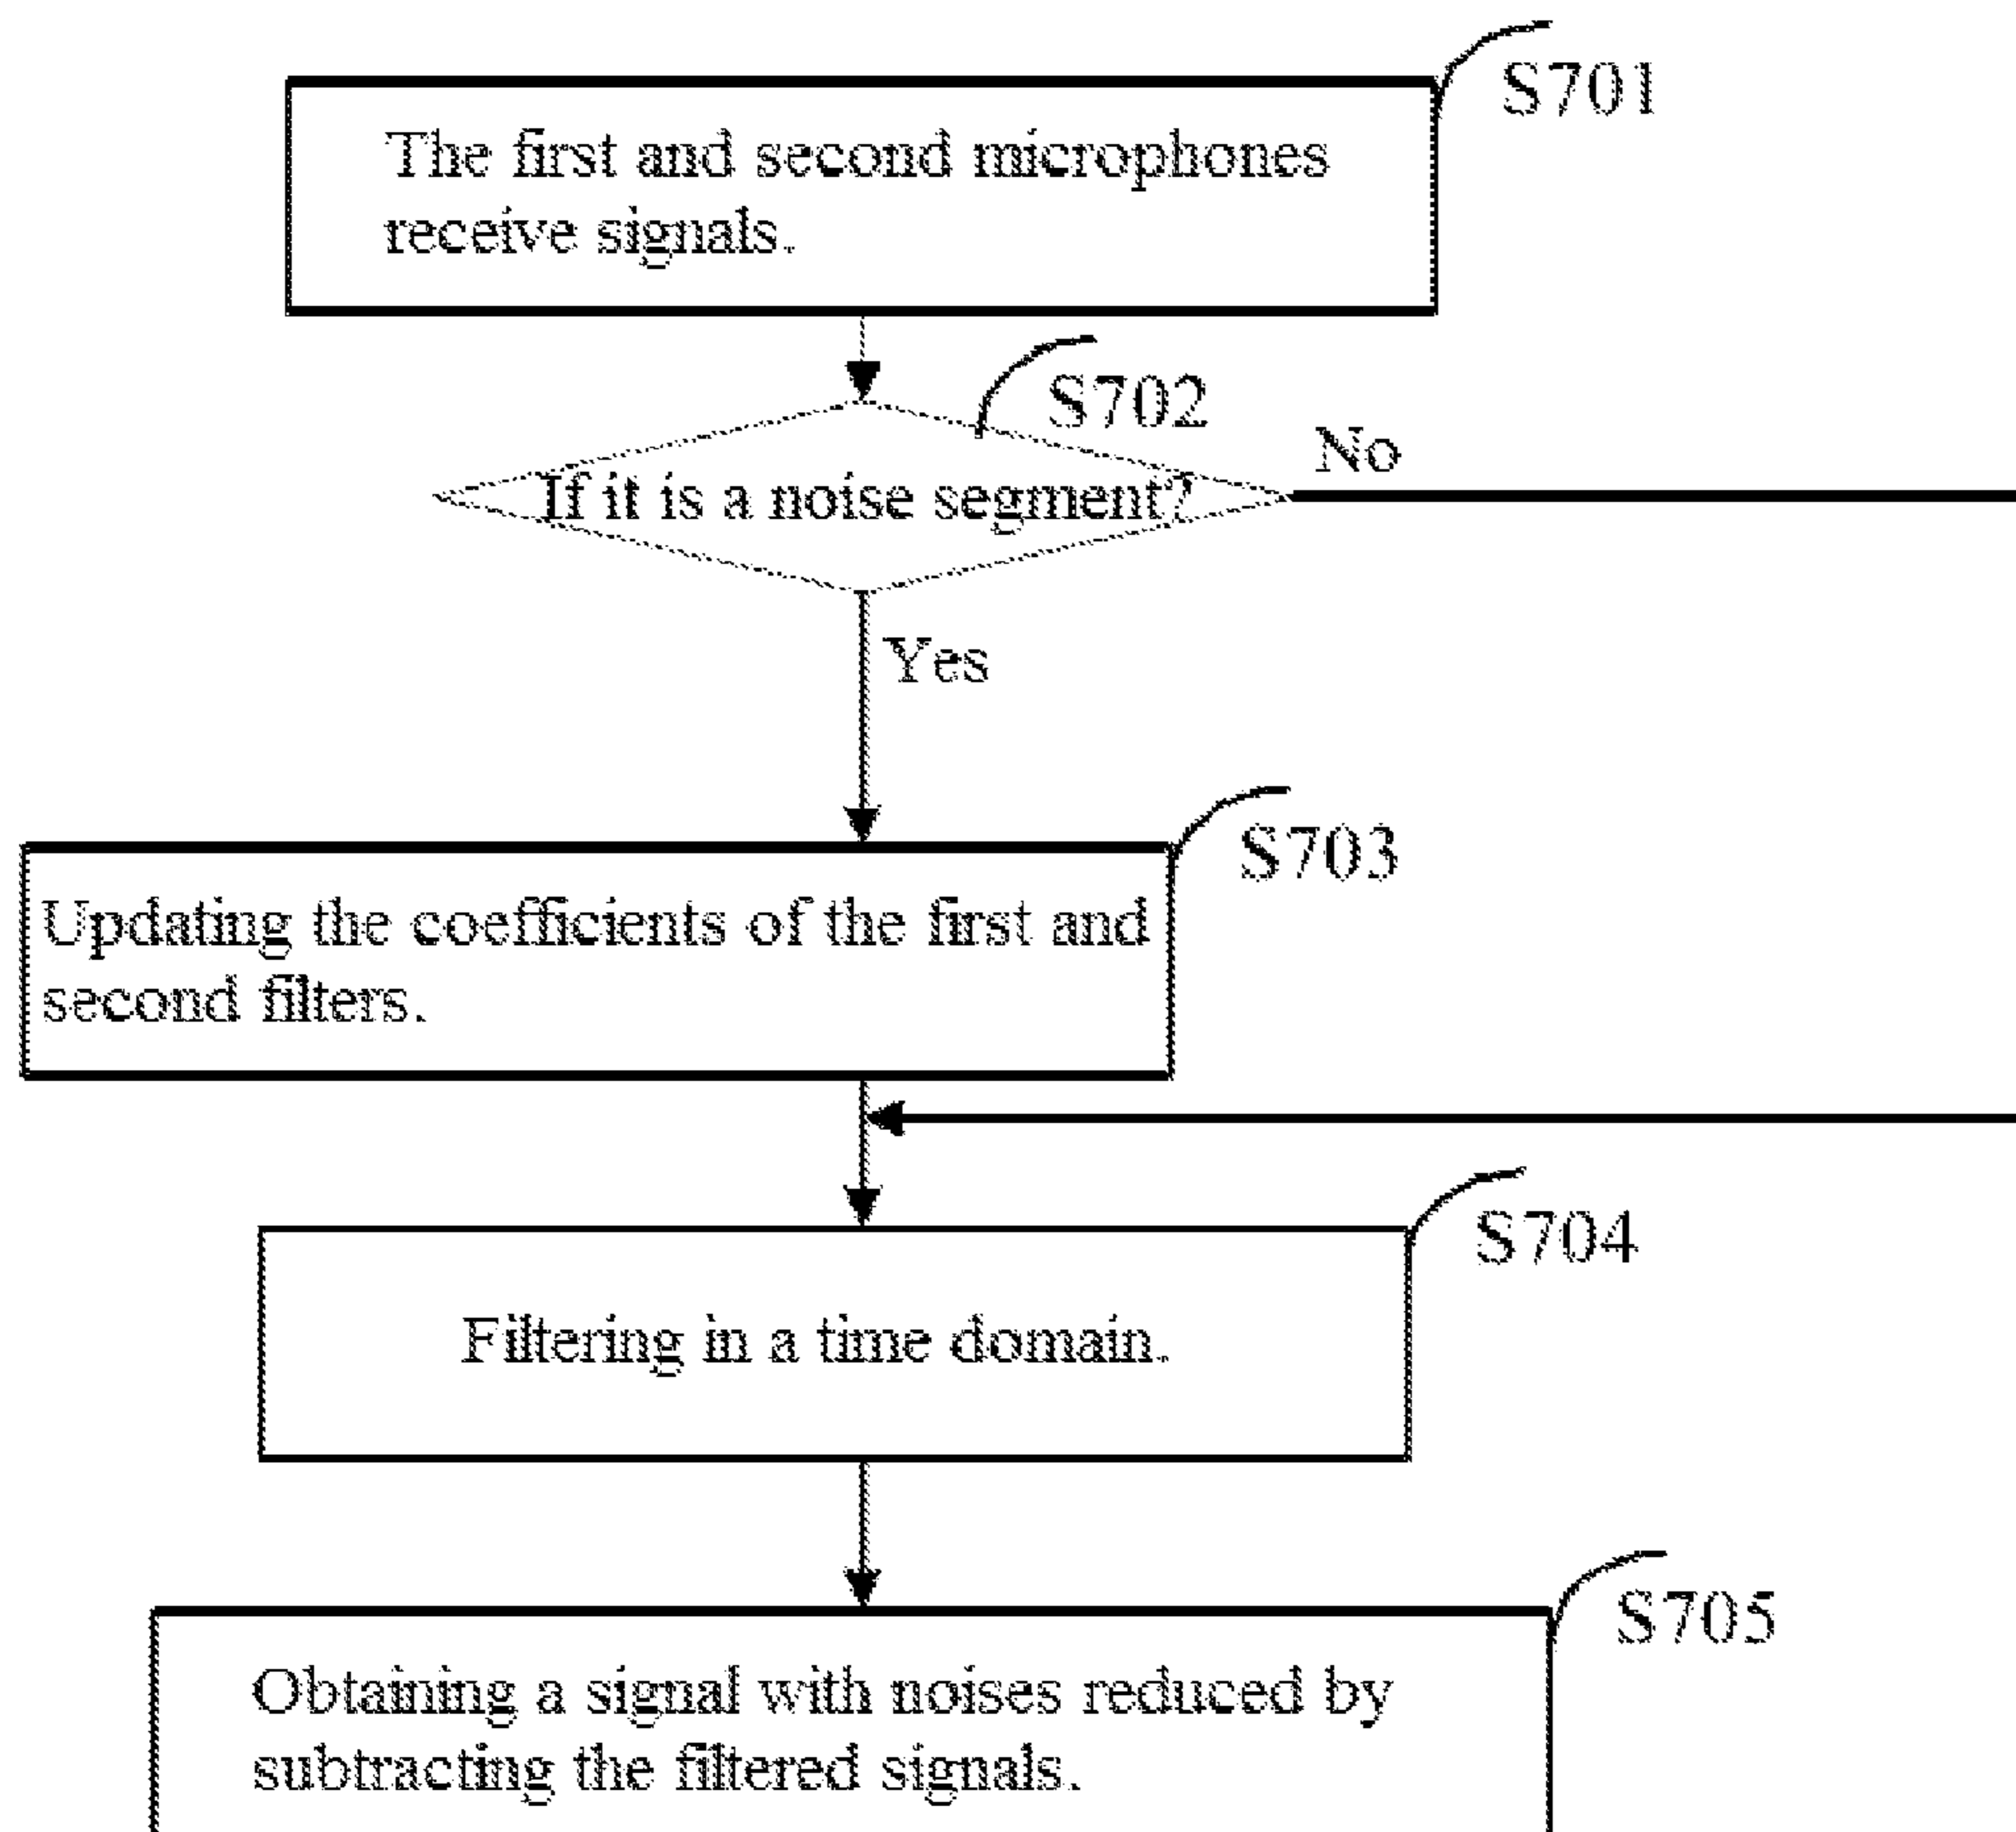 S701
The first and second microphones
receive signals.
S702
No
If it is a noise segment?
Yes
S703
Updating the coefficients of the first and
second filters.
S704
Filtering in a time domain.
S705
Obtaining a signal with noises reduced by
subtracting the filtered signals.